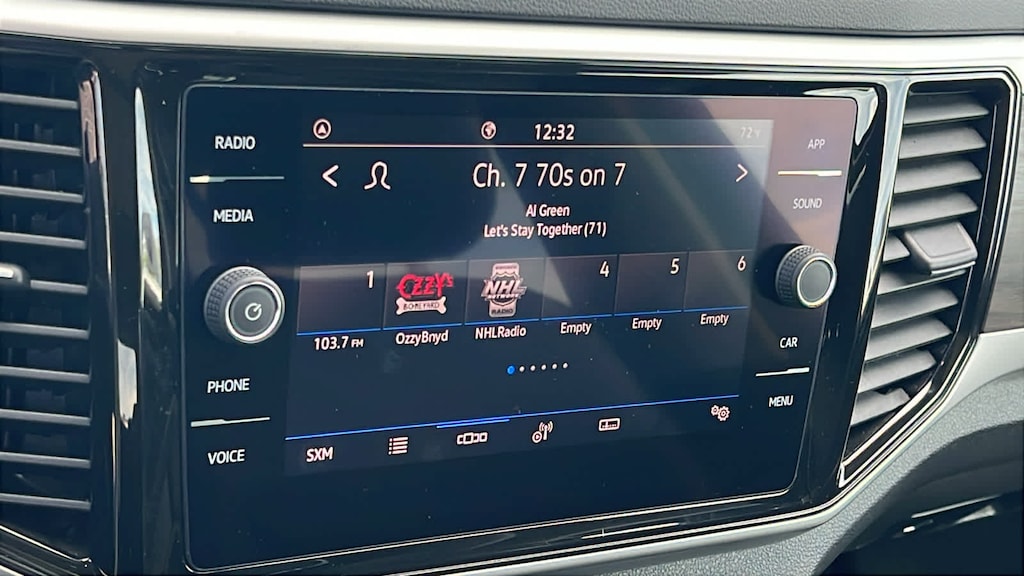 RADIO
MEDIA
PHONE
VOICE
12:32
72°F
< Ch. 7 70s on 7 >
Al Green
Let's Stay Together (71)
1
OZZY's
BONEYARD
NHL
NETWORK
RADIO
4
5
6
103.7 FM
OzzyBnyd
NHLRadio
Empty
Empty
Empty
SXM
APP
SOUND
CAR
MENU